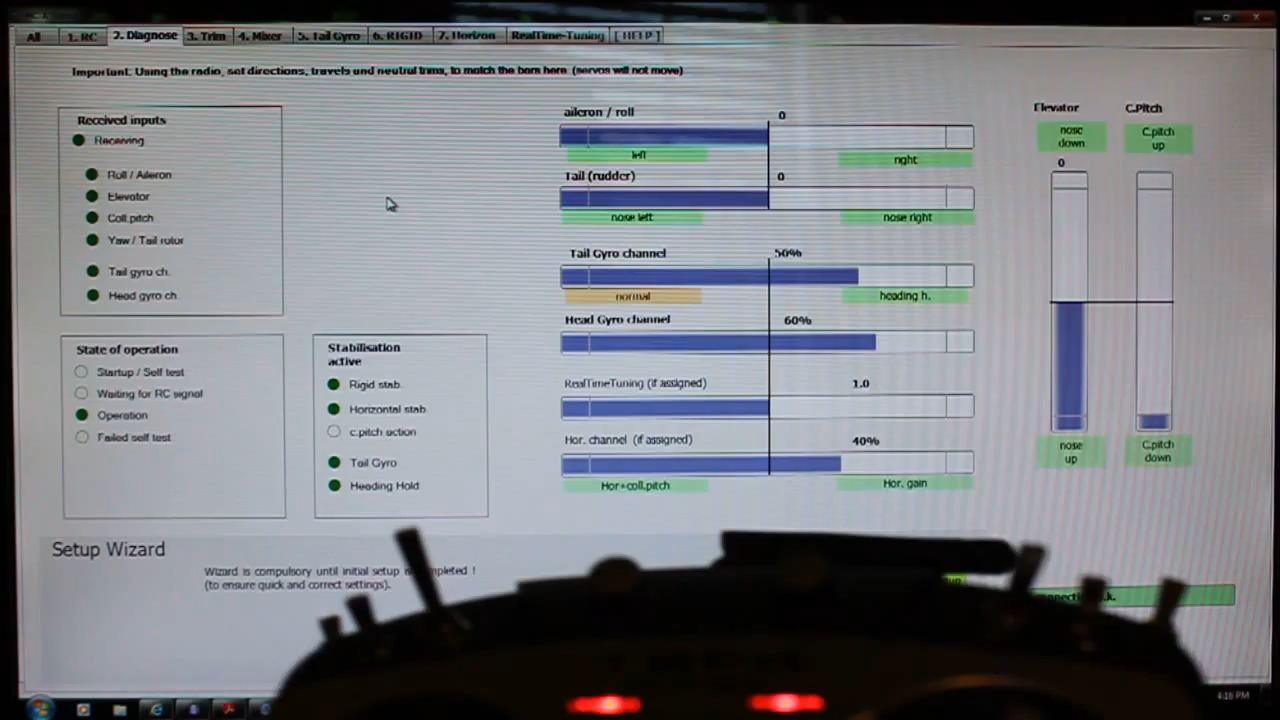 All 1. RC 2. Diagnose 3. Trim 4. Mixer 5. Tail Gyro 6. RIGID 7. Horizon RealTime-Tuning [ HELP ]
Important: Using the radio, set directions, travels and neutral trims, to match the bars here (servos will not move)
Received inputs
Receiving
Roll / Aileron
Elevator
Coll.pitch
Yaw / Tail rotor
Tail gyro ch.
Head gyro ch.
State of operation
Startup / Self test
Waiting for RC signal
Operation
Failed self test
Stabilisation
active
Rigid stab.
Horizontal stab
c.pitch action
Tail Gyro
Heading Hold
aileron / roll 0
left right
Tail (rudder) 0
nose left nose right
Tail Gyro channel 50%
normal heading h.
Head Gyro channel 60%
RealTimeTuning (if assigned) 1.0
Hor. channel (if assigned) 40%
Hor+coll.pitch Hor. gain
Elevator C.Pitch
nose down C.pitch up
0
nose up C.pitch down
Setup Wizard
Wizard is compulsory until initial setup is completed !
(to ensure quick and correct settings).
4:16 PM